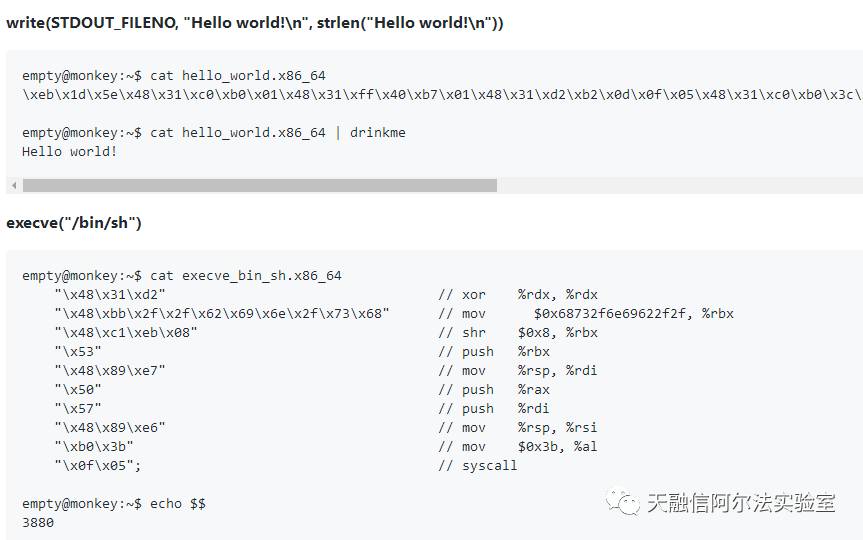 write(STDOUT_FILENO, "Hello world!\n", strlen("Hello world!\n"))
empty@monkey:~$ cat hello_world.x86_64
\xeb\x1d\x5e\x48\x31\xc0\xb0\x01\x48\x31\xff\x40\xb7\x01\x48\x31\xd2\xb2\x0d\x0f\x05\x48\x31\xc0\xb0\x3c\
empty@monkey:~$ cat hello_world.x86_64 | drinkme
Hello world!
execve("/bin/sh")
empty@monkey:~$ cat execve_bin_sh.x86_64
"\x48\x31\xd2" // xor %rdx, %rdx
"\x48\xbb\x2f\x2f\x62\x69\x6e\x2f\x73\x68" // mov $0x68732f6e69622f2f, %rbx
"\x48\xc1\xeb\x08" // shr $0x8, %rbx
"\x53" // push %rbx
"\x48\x89\xe7" // mov %rsp, %rdi
"\x50" // push %rax
"\x57" // push %rdi
"\x48\x89\xe6" // mov %rsp, %rsi
"\xb0\x3b" // mov $0x3b, %al
"\x0f\x05"; // syscall
empty@monkey:~$ echo $$
3880
天融信阿尔法实验室